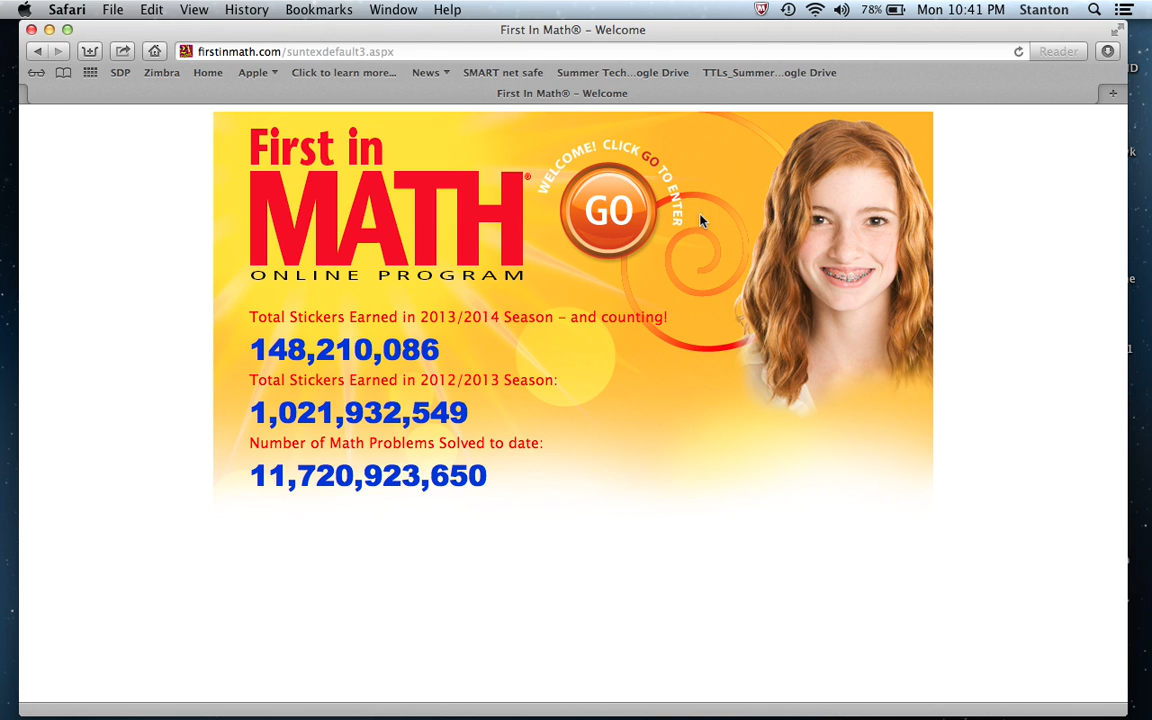 Safari File Edit View History Bookmarks Window Help 78% Mon 10:41 PM Stanton
First In Math® – Welcome
firstinmath.com/suntexdefault3.aspx Reader
SDP Zimbra Home Apple Click to learn more... News SMART net safe Summer Tech...ogle Drive TTLs_Summer...ogle Drive
First In Math® – Welcome
First in
MATH®
ONLINE PROGRAM
WELCOME! CLICK GO TO ENTER
GO
Total Stickers Earned in 2013/2014 Season – and counting!
148,210,086
Total Stickers Earned in 2012/2013 Season:
1,021,932,549
Number of Math Problems Solved to date:
11,720,923,650